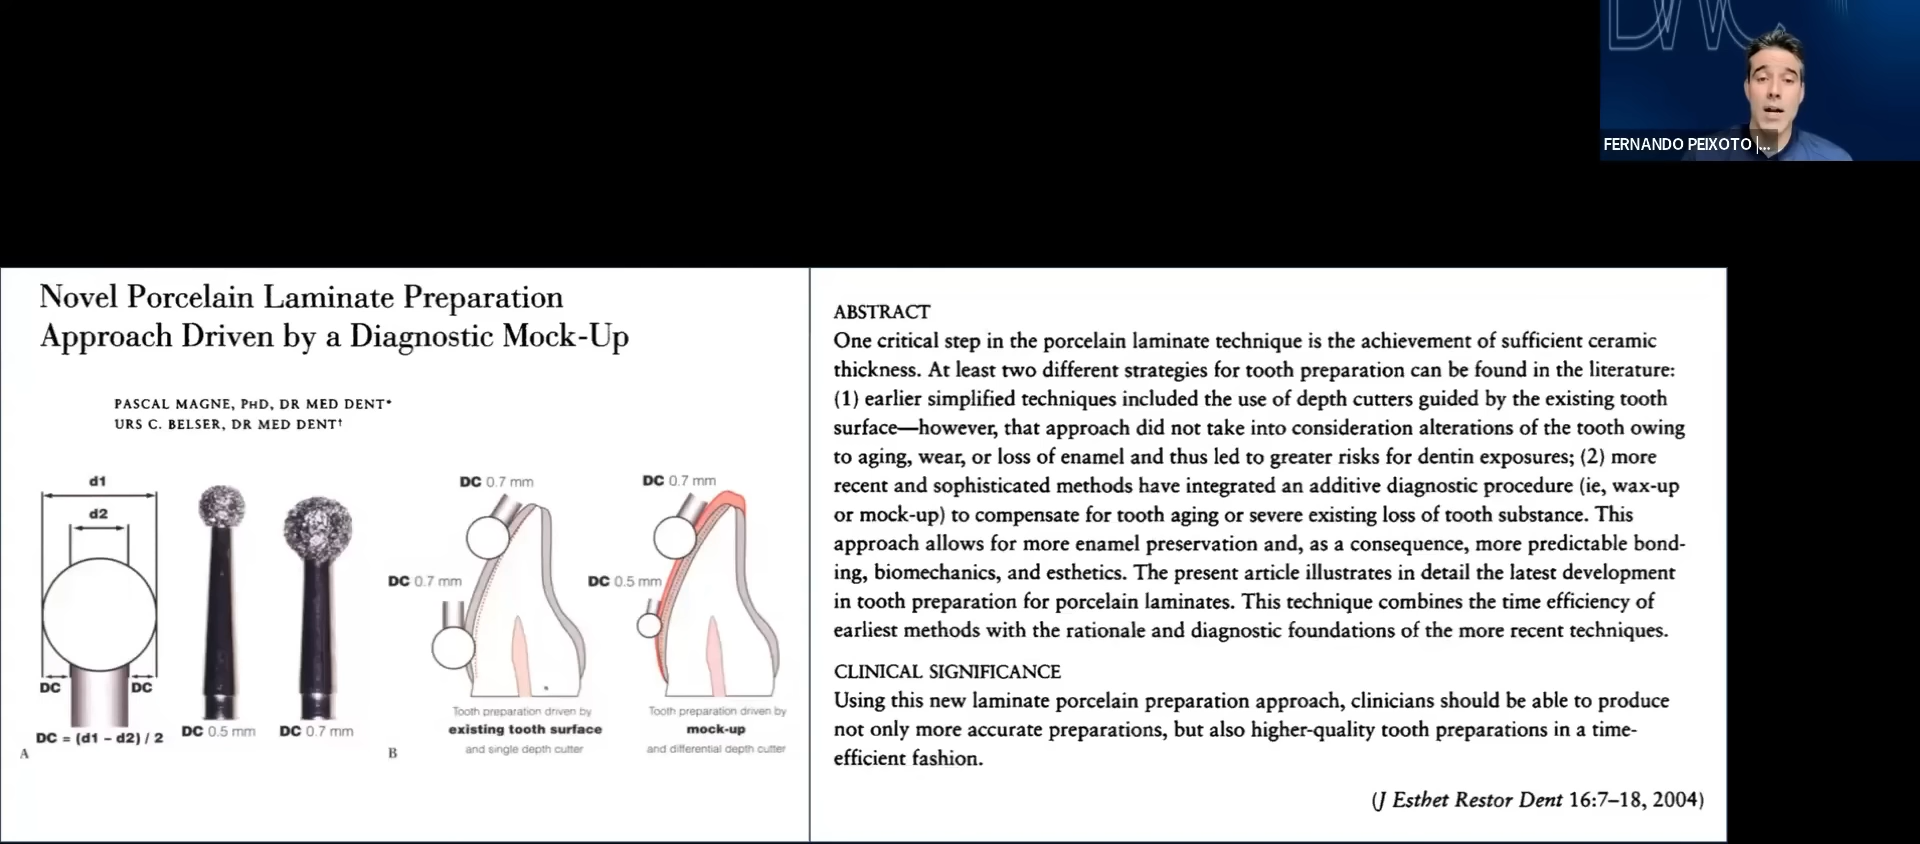 DWC
FERNANDO PEIXOTO |...
Novel Porcelain Laminate Preparation
Approach Driven by a Diagnostic Mock-Up
PASCAL MAGNE, PHD, DR MED DENT*
URS C. BELSER, DR MED DENT†
d1
d2
DC
DC
DC = (d1 – d2) / 2
DC 0.5 mm
DC 0.7 mm
A
DC 0.7 mm
DC 0.7 mm
Tooth preparation driven by
existing tooth surface
and single depth cutter
DC 0.7 mm
DC 0.5 mm
Tooth preparation driven by
mock-up
and differential depth cutter
B
ABSTRACT
One critical step in the porcelain laminate technique is the achievement of sufficient ceramic
thickness. At least two different strategies for tooth preparation can be found in the literature:
(1) earlier simplified techniques included the use of depth cutters guided by the existing tooth
surface—however, that approach did not take into consideration alterations of the tooth owing
to aging, wear, or loss of enamel and thus led to greater risks for dentin exposures; (2) more
recent and sophisticated methods have integrated an additive diagnostic procedure (ie, wax-up
or mock-up) to compensate for tooth aging or severe existing loss of tooth substance. This
approach allows for more enamel preservation and, as a consequence, more predictable bond-
ing, biomechanics, and esthetics. The present article illustrates in detail the latest development
in tooth preparation for porcelain laminates. This technique combines the time efficiency of
earliest methods with the rationale and diagnostic foundations of the more recent techniques.
CLINICAL SIGNIFICANCE
Using this new laminate porcelain preparation approach, clinicians should be able to produce
not only more accurate preparations, but also higher-quality tooth preparations in a time-
efficient fashion.
(J Esthet Restor Dent 16:7–18, 2004)